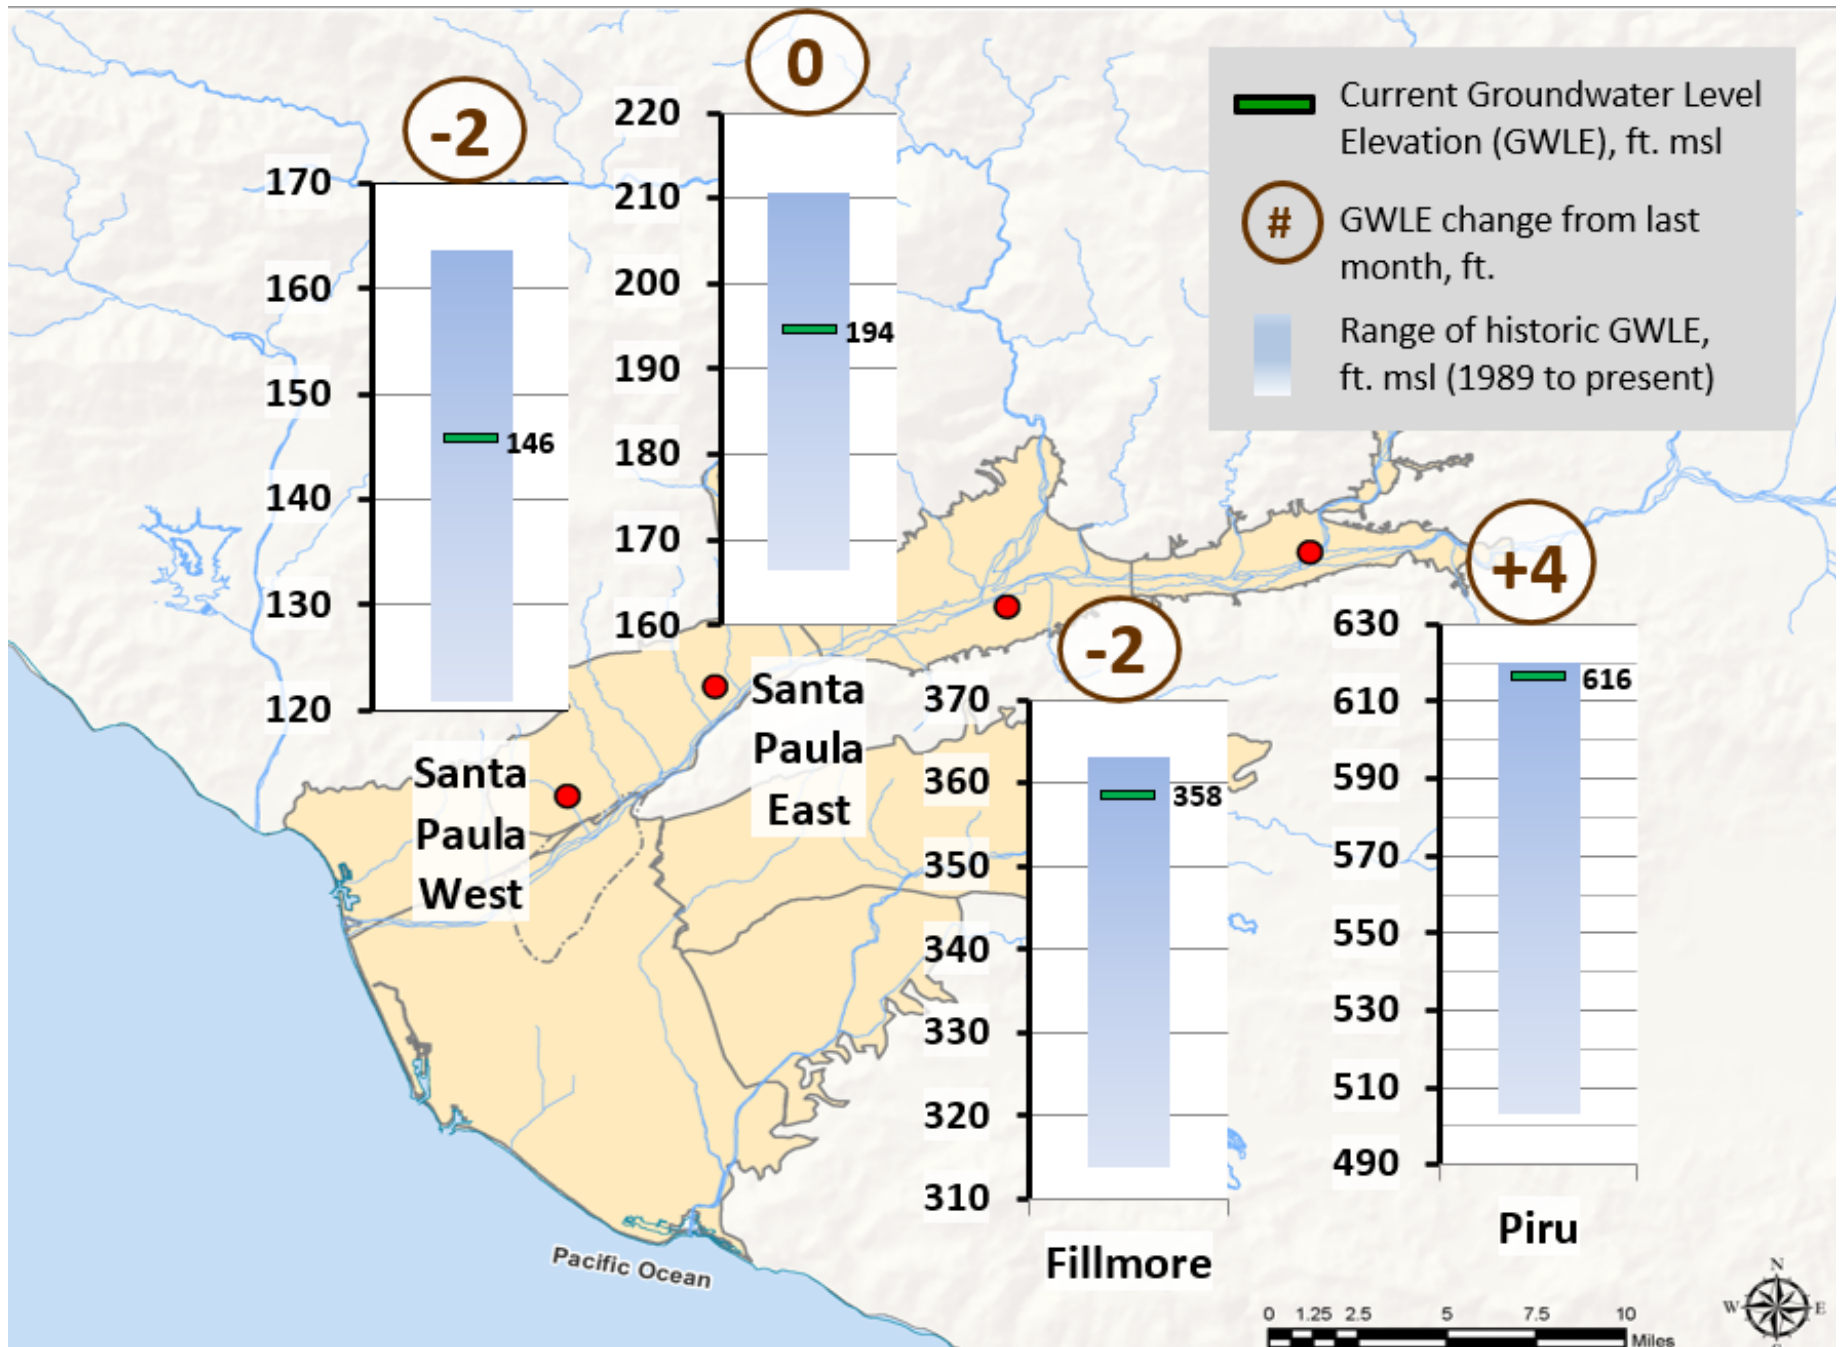 0
-2
220
210
200
190
180
170
160
194
170
160
150
140
130
120
146
Current Groundwater Level
Elevation (GWLE), ft. msl
#
GWLE change from last
month, ft.
Range of historic GWLE,
ft. msl (1989 to present)
Santa
Paula
West
Santa
Paula
East
-2
370
360
350
340
330
320
310
358
Fillmore
+4
630
610
590
570
550
530
510
490
616
Piru
Pacific Ocean
0 1.25 2.5 5 7.5 10
Miles
N
W E